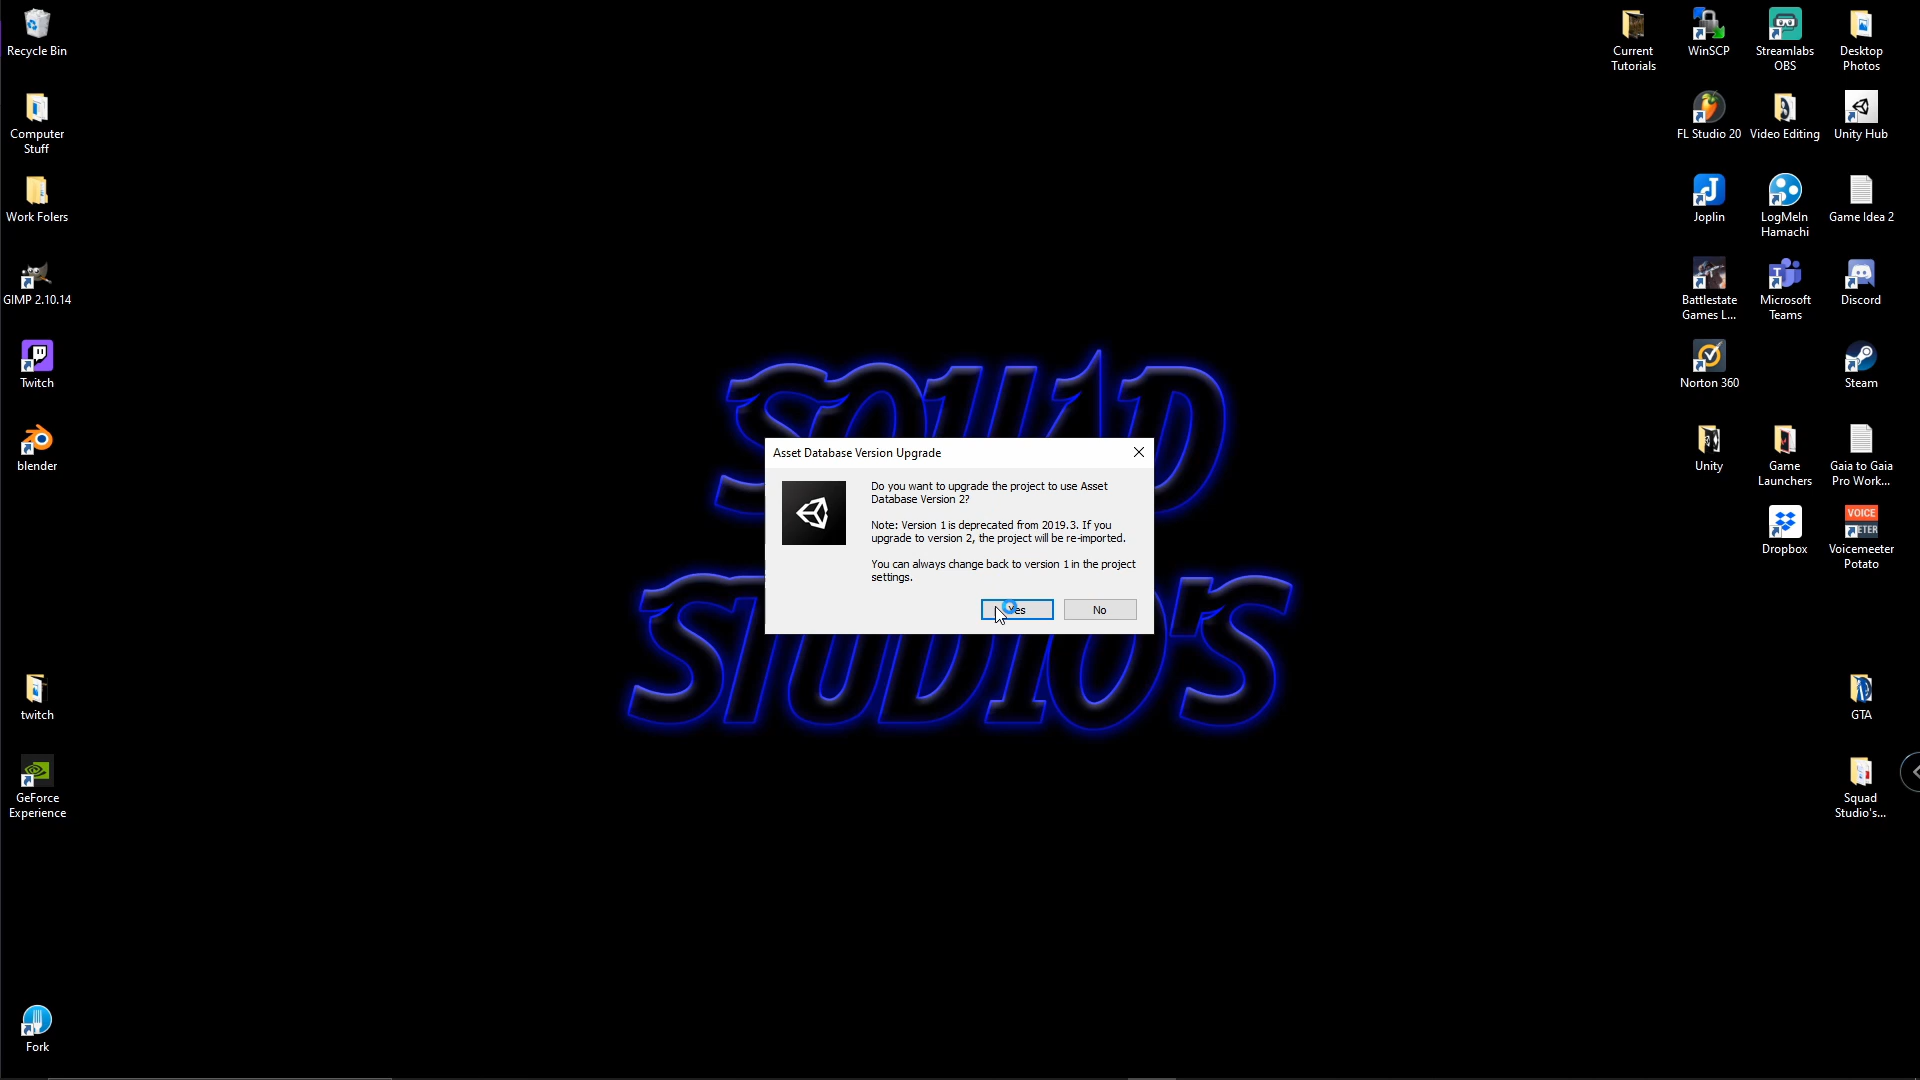 Recycle Bin
Computer
Stuff
Work Folers
GIMP 2.10.14
Twitch
blender
twitch
GeForce
Experience
Fork
SQUAD
STUDIO'S
Asset Database Version Upgrade
Do you want to upgrade the project to use Asset
Database Version 2?
Note: Version 1 is deprecated from 2019.3. If you
upgrade to version 2, the project will be re-imported.
You can always change back to version 1 in the project
settings.
Yes
No
Current
Tutorials
WinSCP
Streamlabs
OBS
Desktop
Photos
FL Studio 20
Video Editing
Unity Hub
Joplin
LogMeIn
Hamachi
Game Idea 2
Battlestate
Games L...
Microsoft
Teams
Discord
Norton 360
Steam
Unity
Game
Launchers
Gaia to Gaia
Pro Work...
Dropbox
VOICE
Voicemeeter
Potato
GTA
Squad
Studio's...